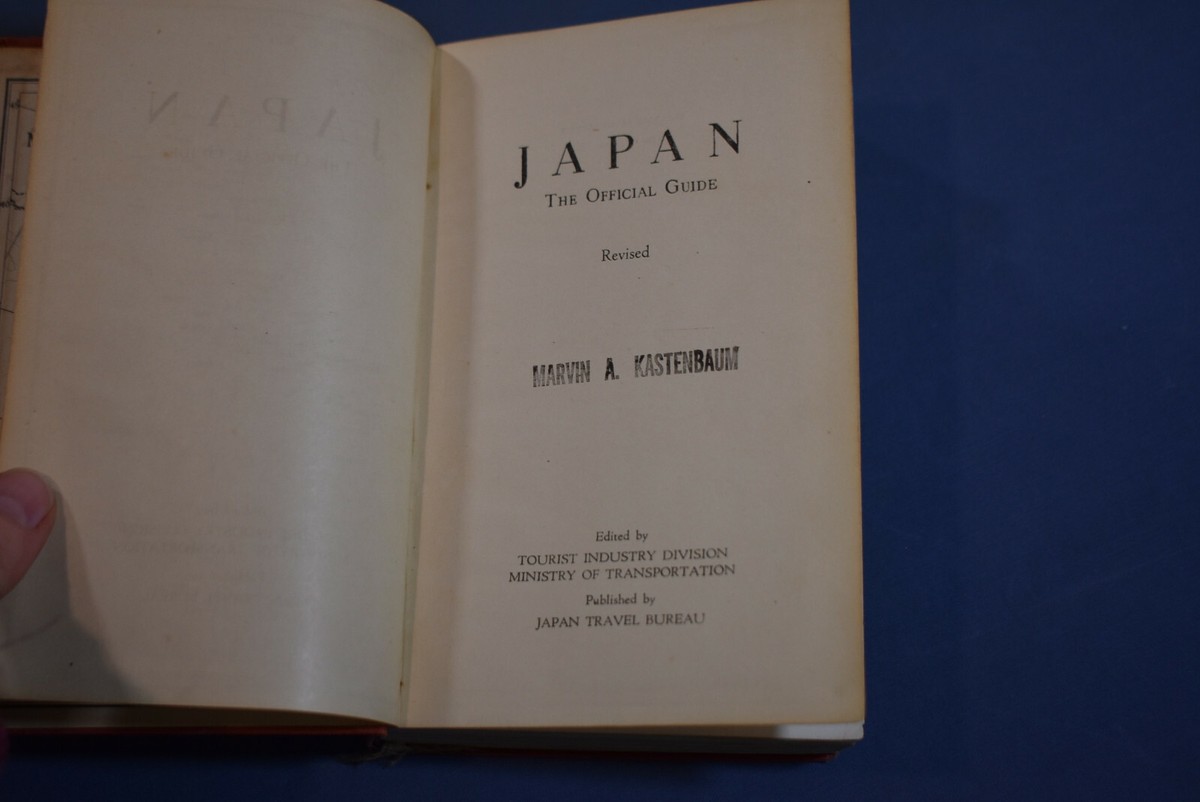 JAPAN
THE OFFICIAL GUIDE
Revised
MARVIN A. KASTENBAUM
Edited by
TOURIST INDUSTRY DIVISION
MINISTRY OF TRANSPORTATION
Published by
JAPAN TRAVEL BUREAU